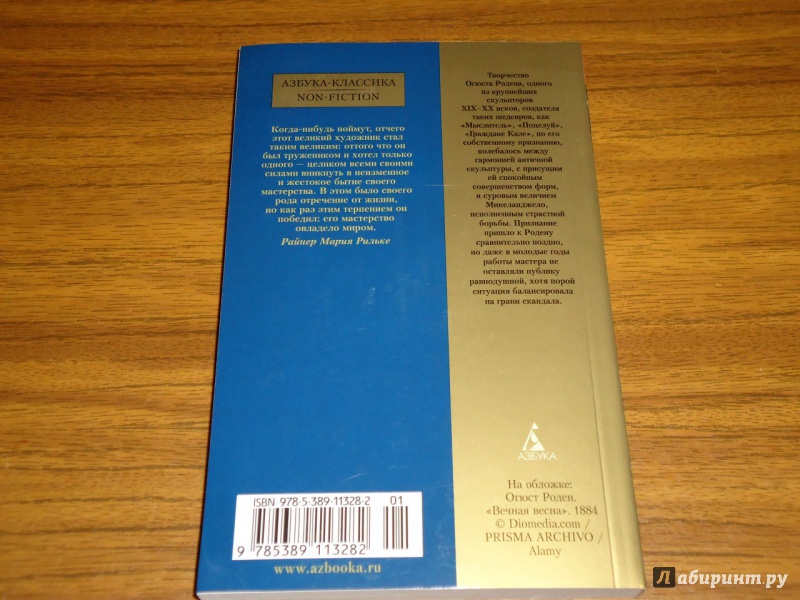 АЗБУКА-КЛАССИКА
NON-FICTION
Когда-нибудь поймут, отчего
этот великий художник стал
таким великим: оттого что он
был тружеником и хотел только
одного — целиком всеми своими
силами вникнуть в неизменное
и жестокое бытие своего
мастерства. В этом было своего
рода отречение от жизни,
но как раз этим терпением он
победил: его мастерство
овладело миром.
Райнер Мария Рильке
Творчество
Огюста Родена, одного
из крупнейших
скульпторов
XIX–XX веков, создателя
таких шедевров, как
«Мыслитель», «Поцелуй»,
«Граждане Кале», по его
собственному признанию,
колебалось между
гармонией античной
скульптуры, с присущим
ей спокойным
совершенством форм,
и суровым величием
Микеланджело,
исполненным страстной
борьбы. Признание
пришло к Родену
сравнительно поздно,
но даже в молодые годы
работы мастера не
оставляли публику
равнодушной, хотя порой
ситуация балансировала
на грани скандала.
АЗБУКА
На обложке:
Огюст Роден.
«Вечная весна». 1884
© Diomedia.com /
PRISMA ARCHIVO /
Alamy
ISBN 978-5-389-11328-2
01
9 785389 113282
www.azbooka.ru
Лабиринт.ру